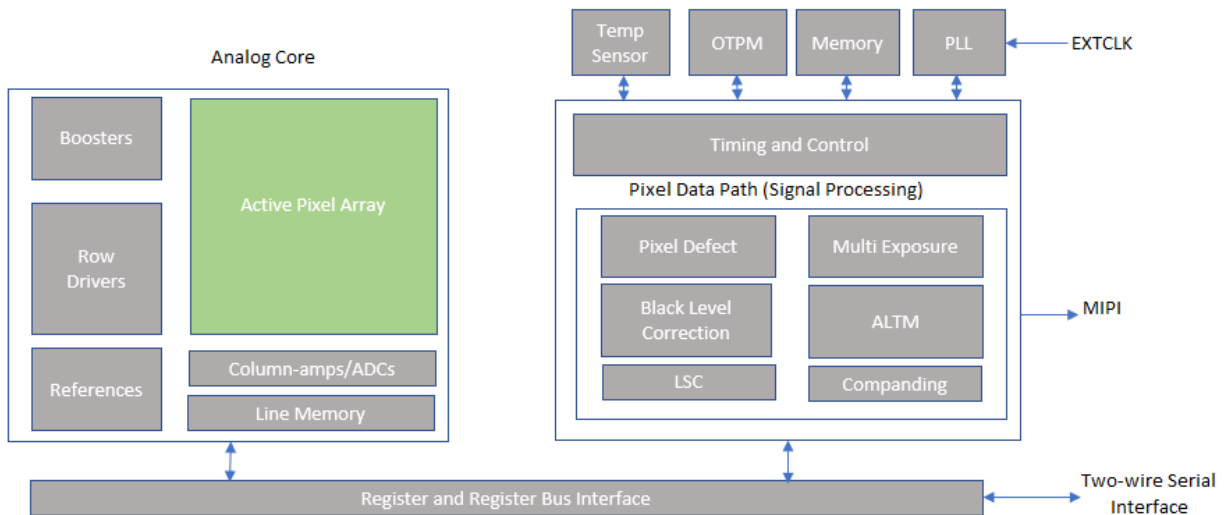 Analog Core
Boosters
Active Pixel Array
Row
Drivers
References
Column-amps/ADCs
Line Memory
Temp
Sensor
OTPM
Memory
PLL
EXTCLK
Timing and Control
Pixel Data Path (Signal Processing)
Pixel Defect
Multi Exposure
Black Level
Correction
ALTM
LSC
Companding
MIPI
Register and Register Bus Interface
Two-wire Serial
Interface